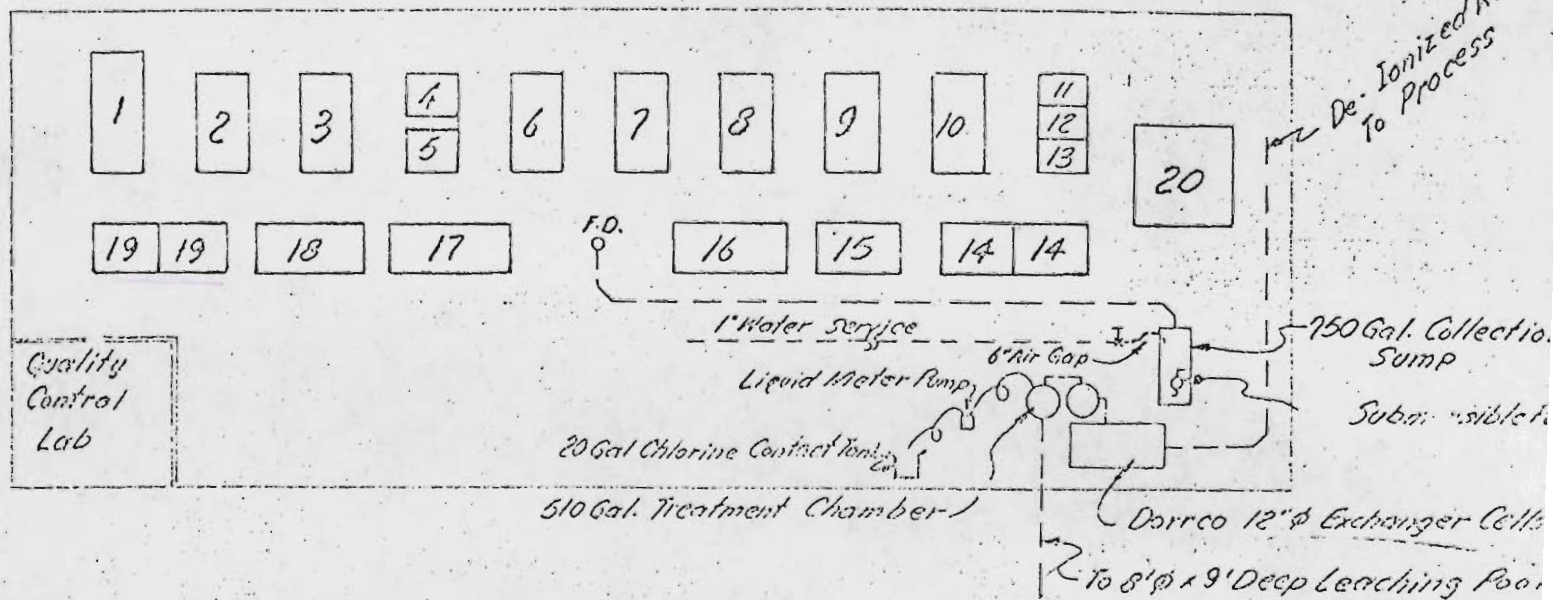 De. Ionized
To Process
1
2
3
4
5
6
7
8
9
10
11
12
13
20
19
19
18
17
F.D.
16
15
14
14
1" Water Service
6" Air Gap
750 Gal. Collectio
Sump
Quality
Control
Lab
Liquid Meter Pump
20 Gal Chlorine Contact Tank
510 Gal. Treatment Chamber
Dorrco 12"φ Exchanger Cells
To 8'φ x 9' Deep Leaching Poo